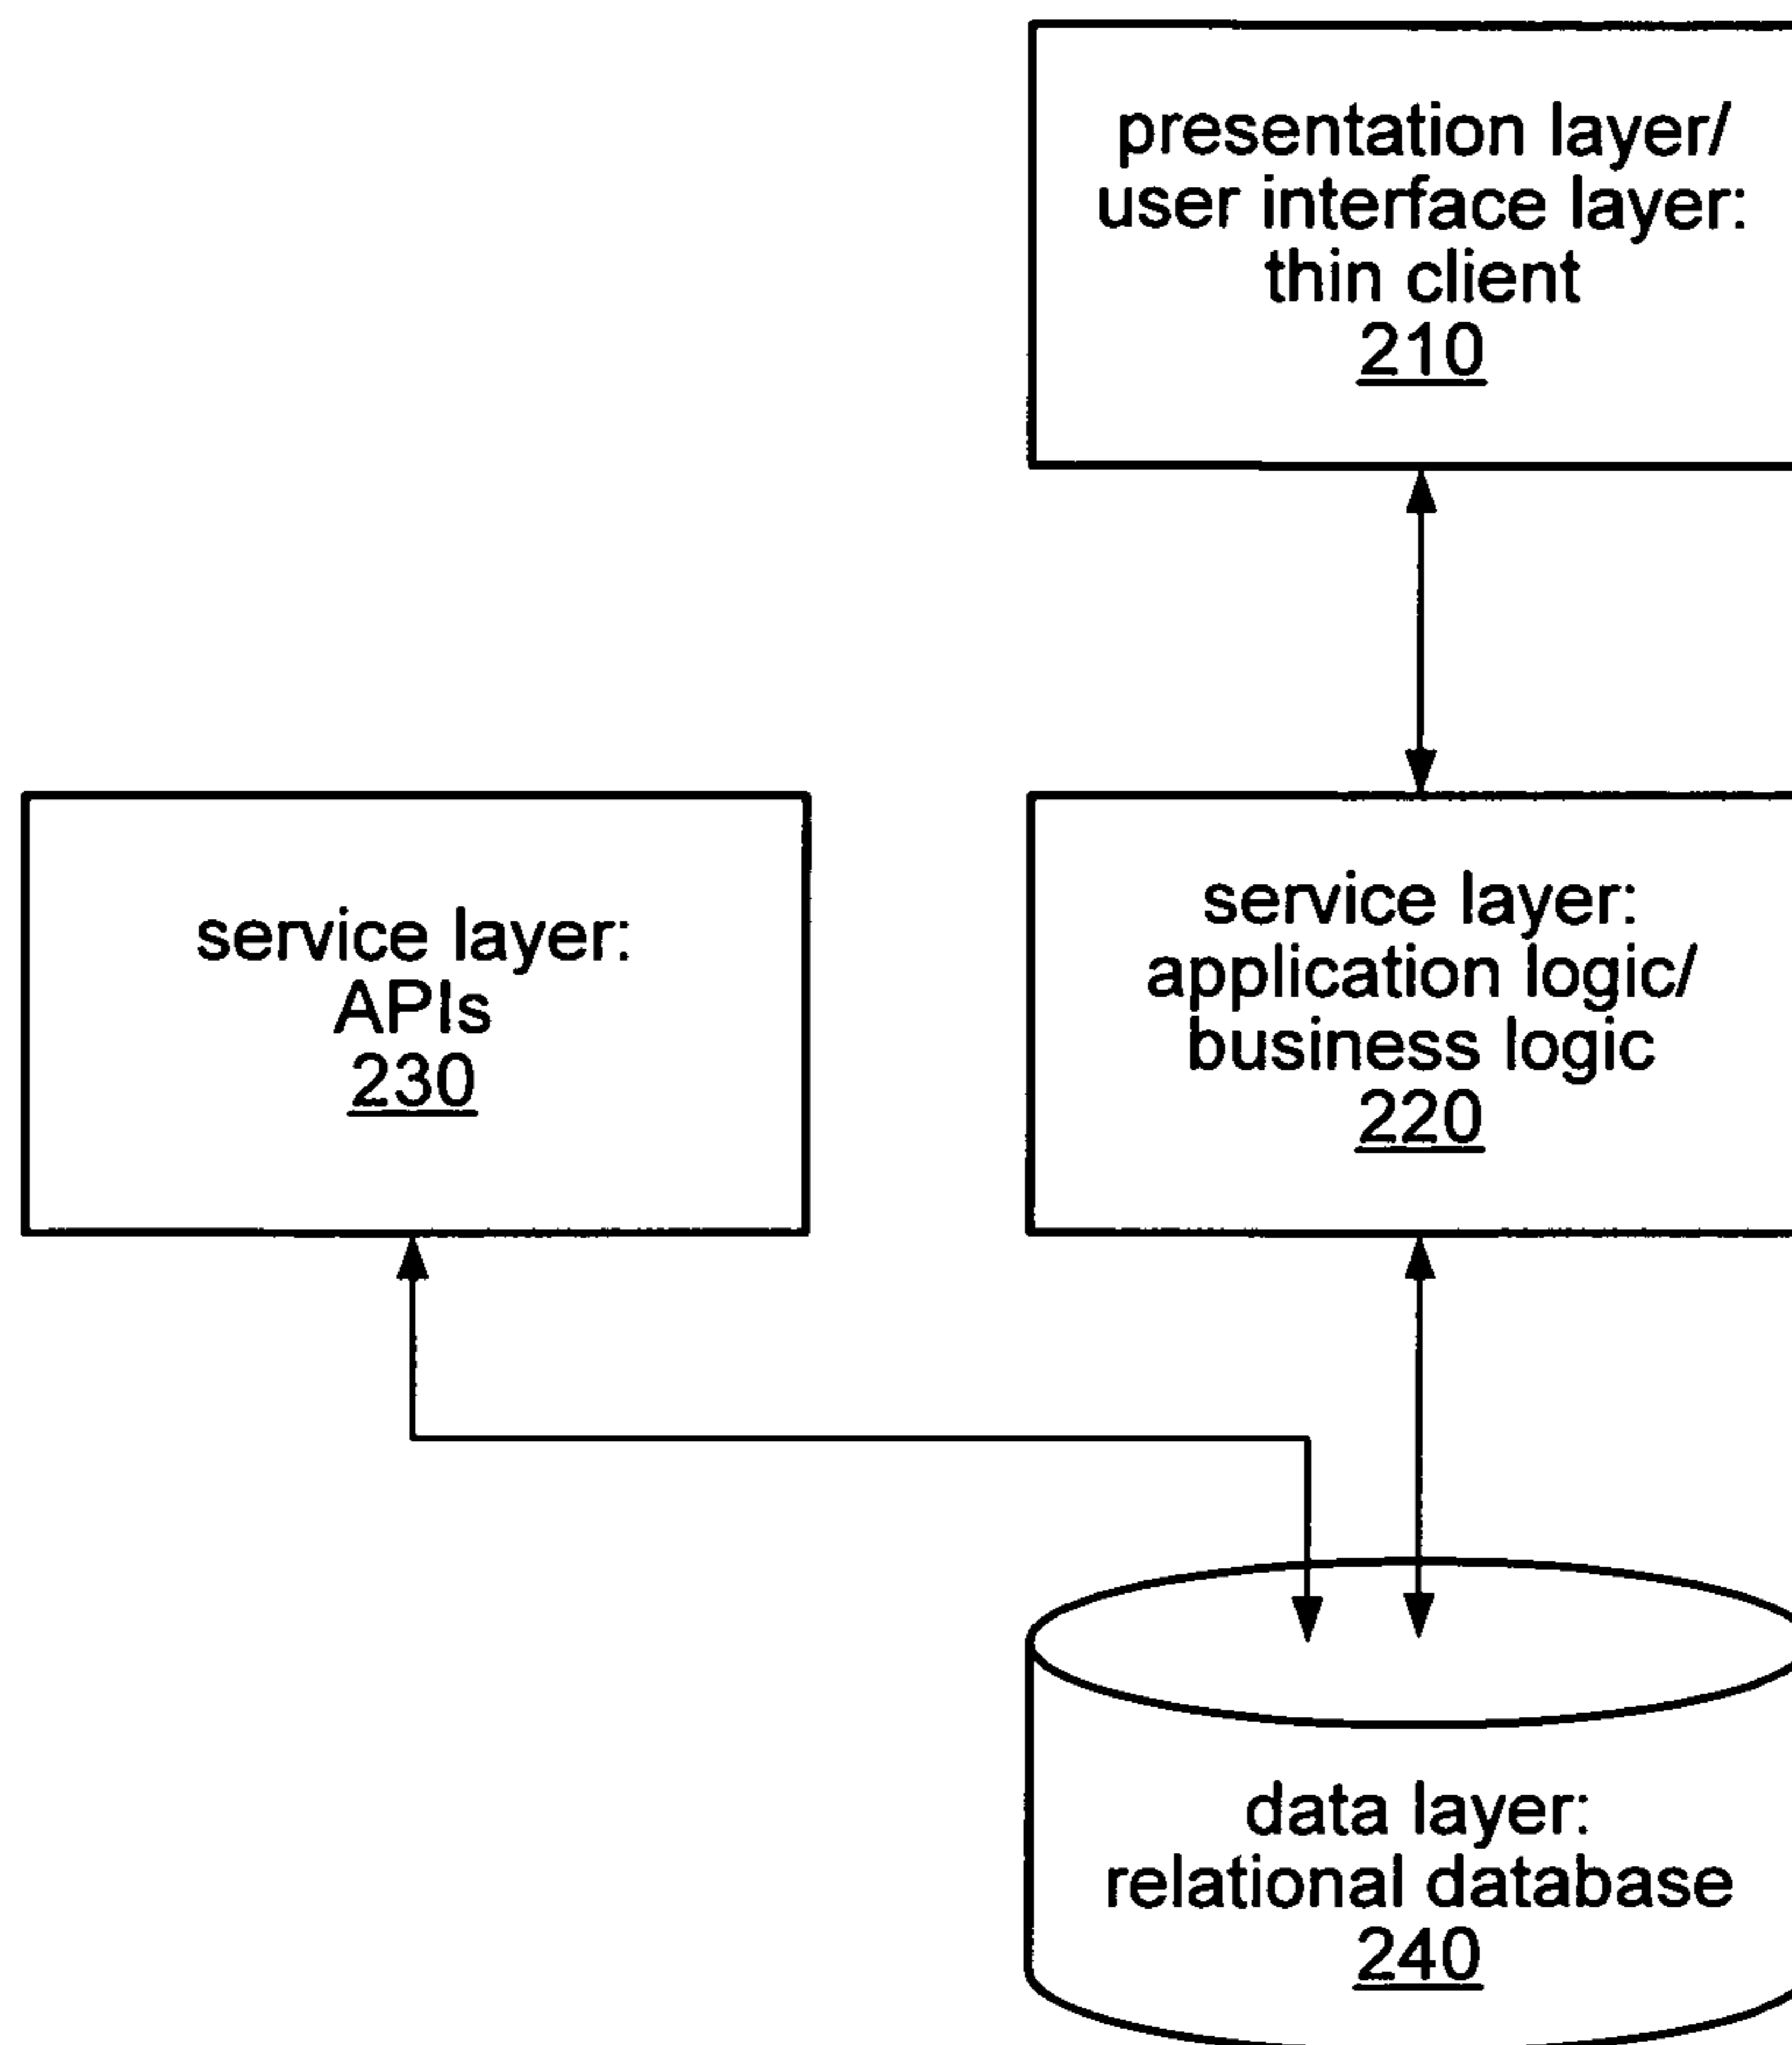 presentation layer/
user interface layer:
thin client
210
service layer:
APIs
230
service layer:
application logic/
business logic
220
data layer:
relational database
240